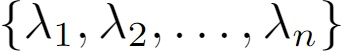 {λ₁, λ₂, . . . , λₙ}